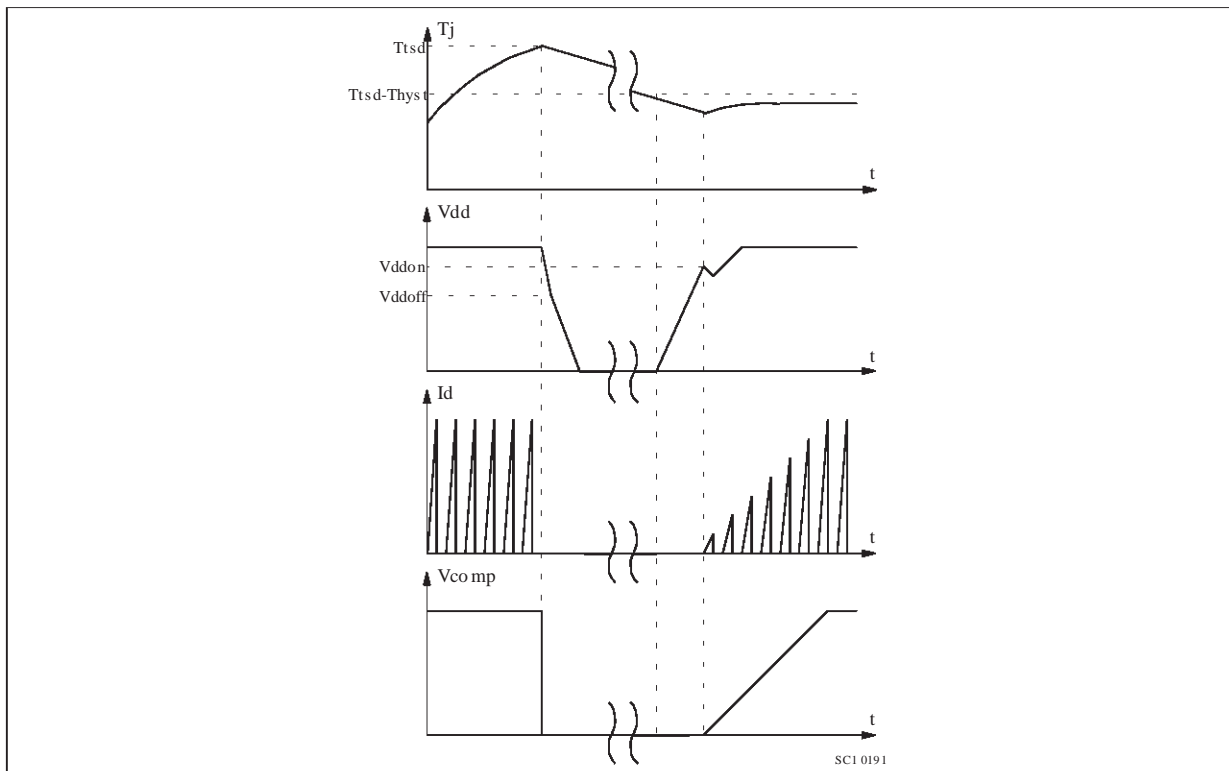 Tj
Ttsd
Ttsd-Thyst
t
Vdd
Vddon
Vddoff
t
Id
t
Vcomp
t
SC10191